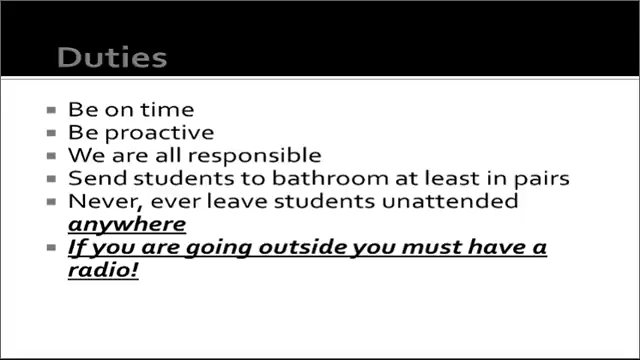 Duties
Be on time
Be proactive
We are all responsible
Send students to bathroom at least in pairs
Never, ever leave students unattended
anywhere
If you are going outside you must have a
radio!